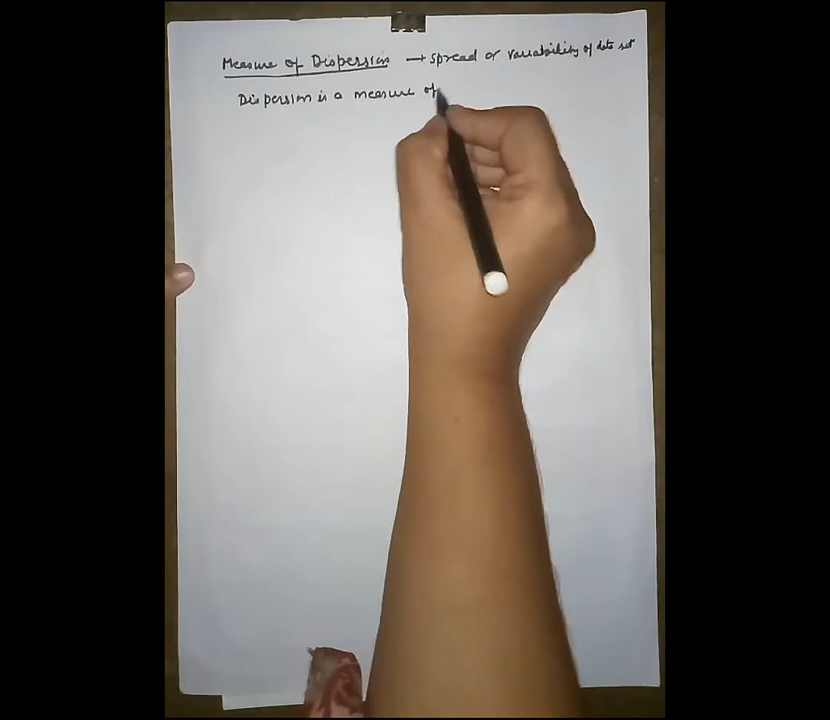 Measure of Dispersion → Spread or variability of data set
Dispersion is a measure of